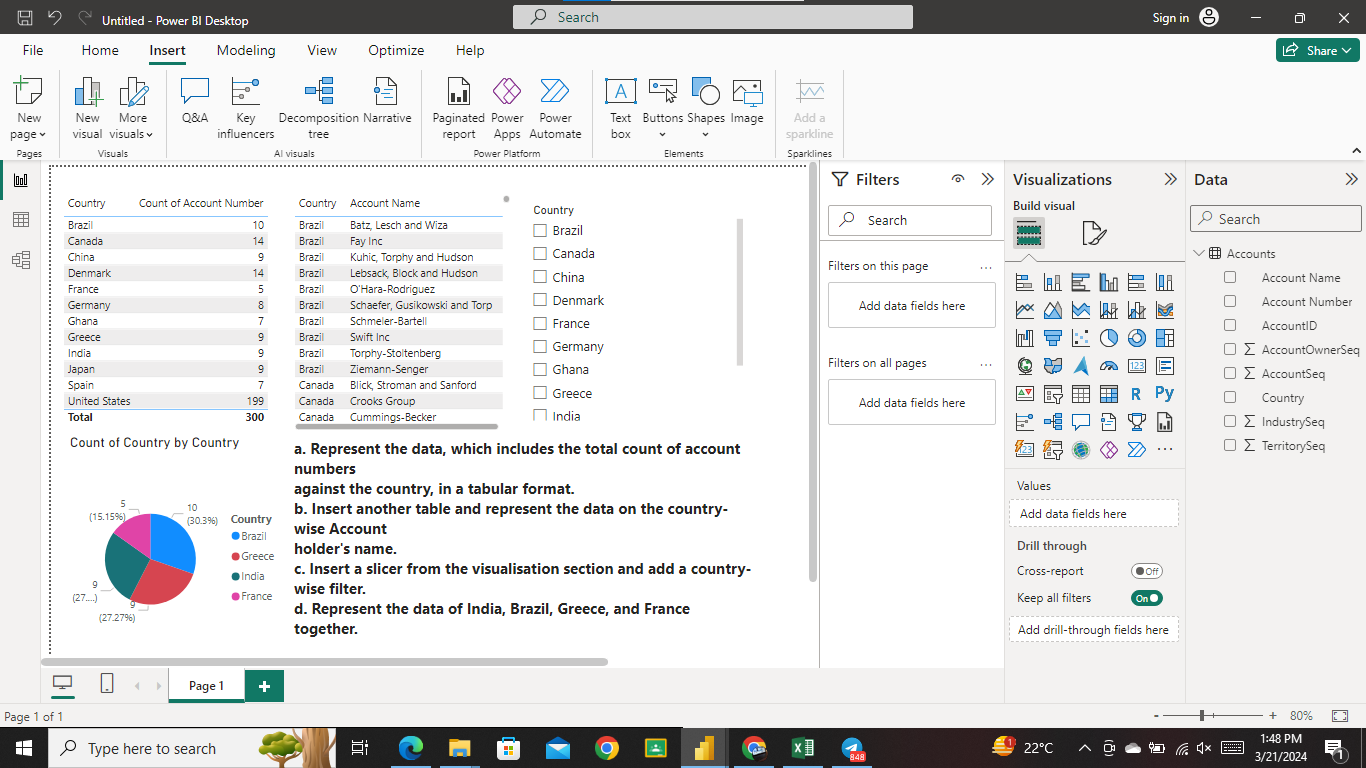 Untitled - Power BI Desktop
Search
Sign in
File Home Insert Modeling View Optimize Help
Share
New page
New visual
More visuals
Q&A
Key influencers
Decomposition tree
Narrative
Paginated report
Power Apps
Power Automate
Text box
Buttons
Shapes
Image
Add a sparkline
Pages
Visuals
AI visuals
Power Platform
Elements
Sparklines
Country Count of Account Number
Brazil 10
Canada 14
China 9
Denmark 14
France 5
Germany 8
Ghana 7
Greece 9
India 9
Japan 9
Spain 7
United States 199
Total 300
Country Account Name
Brazil Batz, Lesch and Wiza
Brazil Fay Inc
Brazil Kuhic, Torphy and Hudson
Brazil Lebsack, Block and Hudson
Brazil O'Hara-Rodriguez
Brazil Schaefer, Gusikowski and Torp
Brazil Schmeler-Bartell
Brazil Swift Inc
Brazil Torphy-Stoltenberg
Brazil Ziemann-Senger
Canada Blick, Stroman and Sanford
Canada Crooks Group
Canada Cummings-Becker
Country
Brazil
Canada
China
Denmark
France
Germany
Ghana
Greece
India
Count of Country by Country
5
(15.15%)
10
(30.3%)
9
(27....)
9
(27.27%)
Country
Brazil
Greece
India
France
a. Represent the data, which includes the total count of account
numbers
against the country, in a tabular format.
b. Insert another table and represent the data on the country-
wise Account
holder's name.
c. Insert a slicer from the visualisation section and add a country-
wise filter.
d. Represent the data of India, Brazil, Greece, and France
together.
Filters
Search
Filters on this page
...
Add data fields here
Filters on all pages
...
Add data fields here
Visualizations
Build visual
123
R
Py
123
...
Values
Add data fields here
Drill through
Cross-report
Off
Keep all filters
On
Add drill-through fields here
Data
Search
Accounts
Account Name
Account Number
AccountID
Σ AccountOwnerSeq
Σ AccountSeq
Country
Σ IndustrySeq
Σ TerritorySeq
Page 1
+
Page 1 of 1
- + 80%
Type here to search
848
1
22°C
1:48 PM
3/21/2024
1